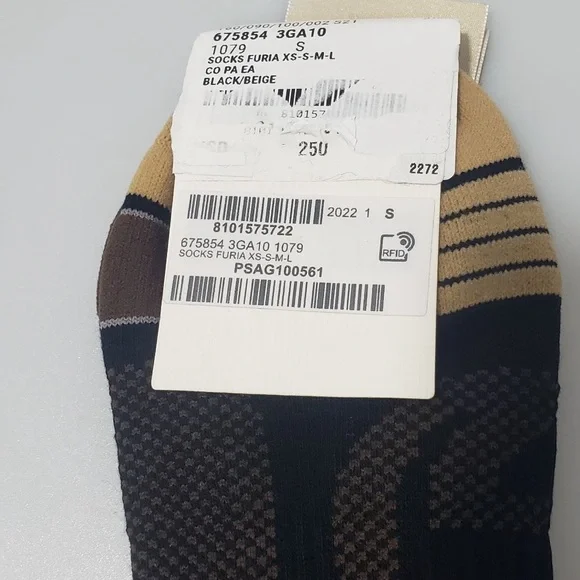 675854 3GA10
1079 S
SOCKS FURIA XS-S-M-L
CO PA EA
BLACK/BEIGE
250
2272
2022 1 S
8101575722
675854 3GA10 1079
SOCKS FURIA XS-S-M-L
RFID
PSAG100561